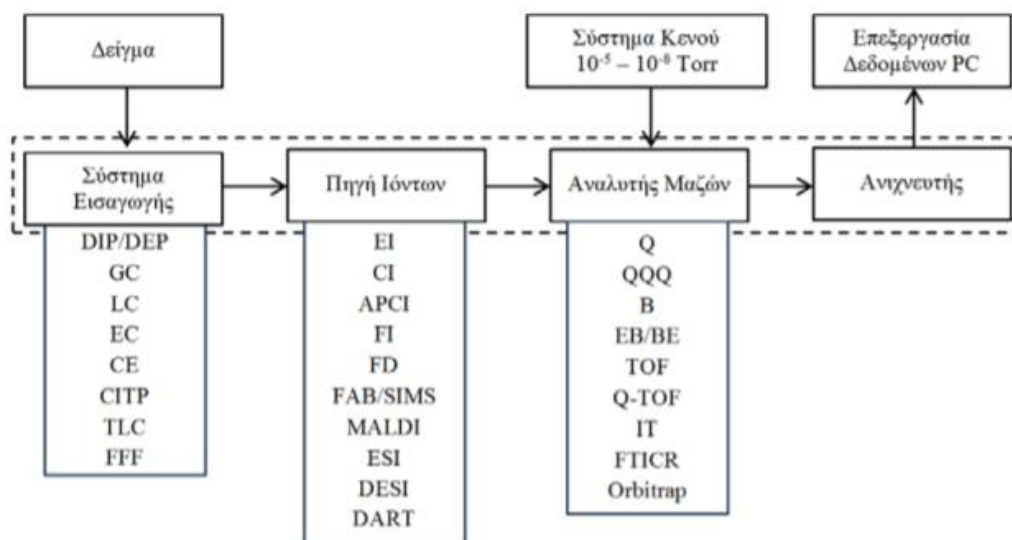 Δείγμα
Σύστημα Κενού
10⁻⁵ – 10⁻⁸ Torr
Επεξεργασία
Δεδομένων PC
Σύστημα
Εισαγωγής
Πηγή Ιόντων
Αναλυτής Μαζών
Ανιχνευτής
DIP/DEP
GC
LC
EC
CE
CITP
TLC
FFF
EI
CI
APCI
FI
FD
FAB/SIMS
MALDI
ESI
DESI
DART
Q
QQQ
B
EB/BE
TOF
Q-TOF
IT
FTICR
Orbitrap